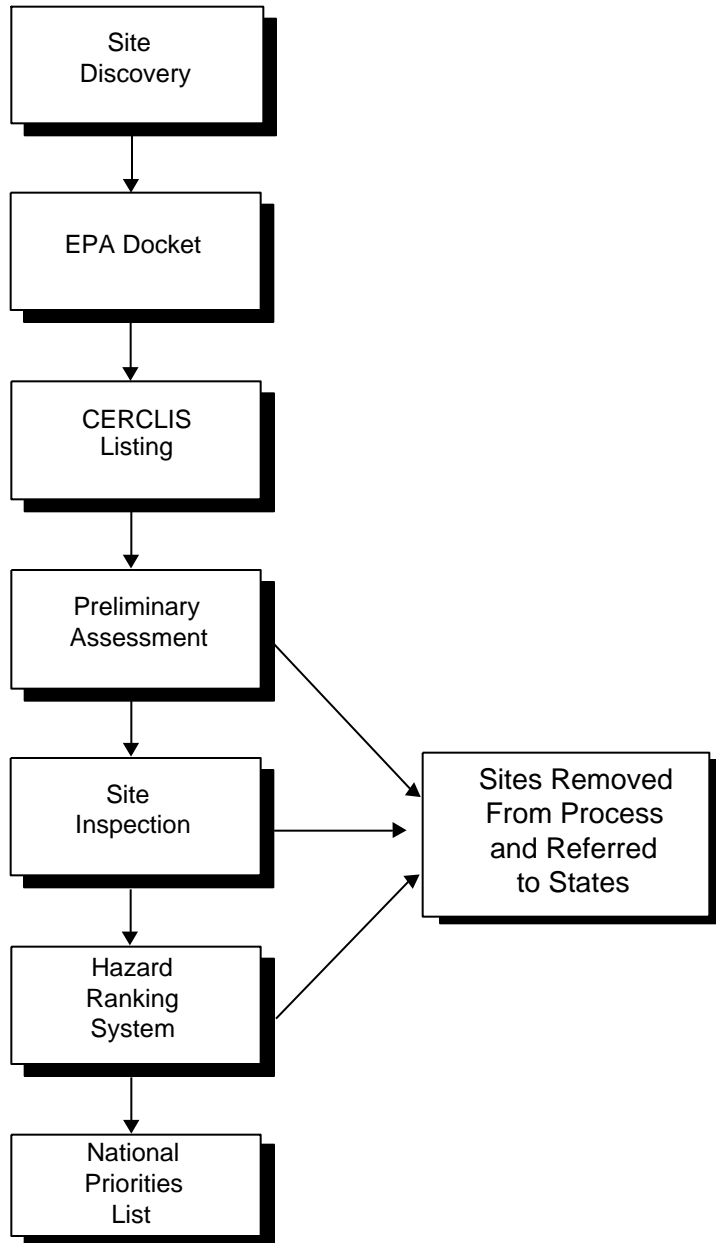 Site
Discovery
EPA Docket
CERCLIS
Listing
Preliminary
Assessment
Site
Inspection
Sites Removed
From Process
and Referred
to States
Hazard
Ranking
System
National
Priorities
List